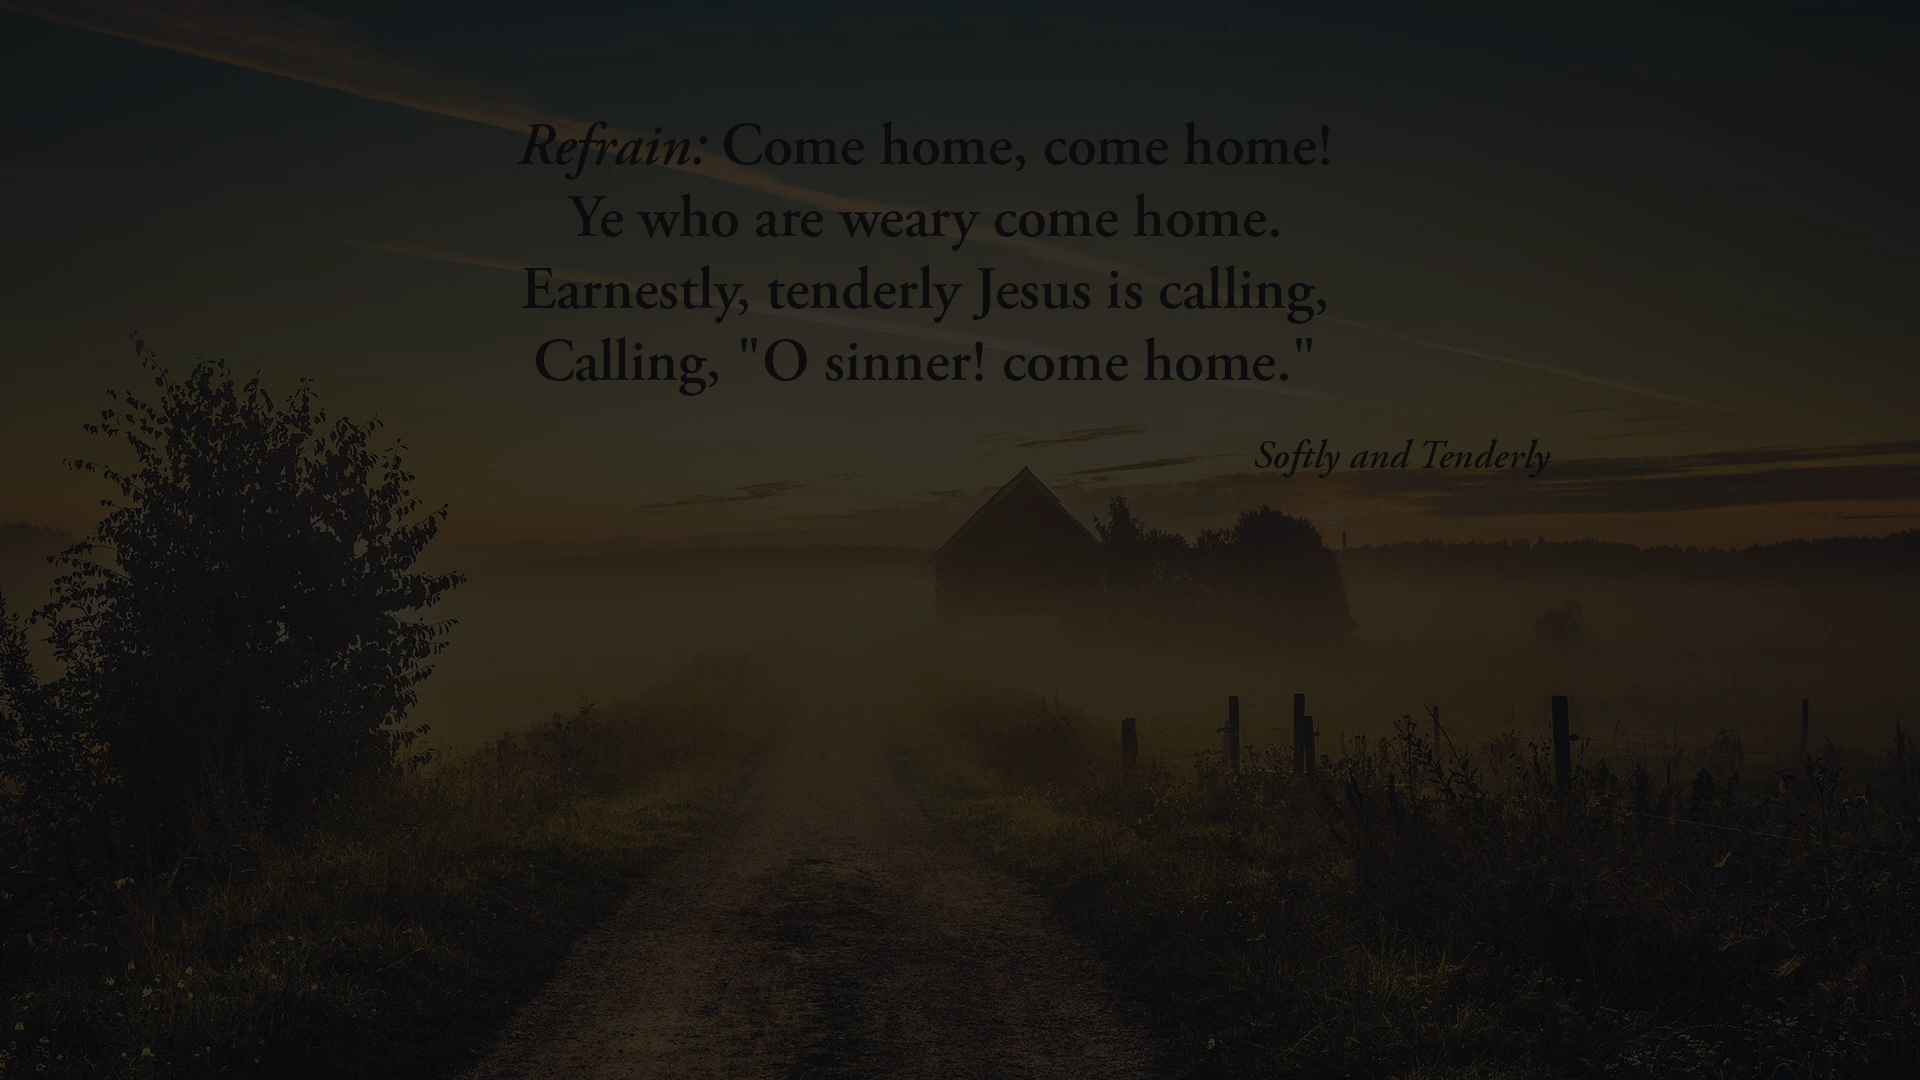 Refrain: Come home, come home!
Ye who are weary come home.
Earnestly, tenderly Jesus is calling,
Calling, "O sinner! come home."
Softly and Tenderly